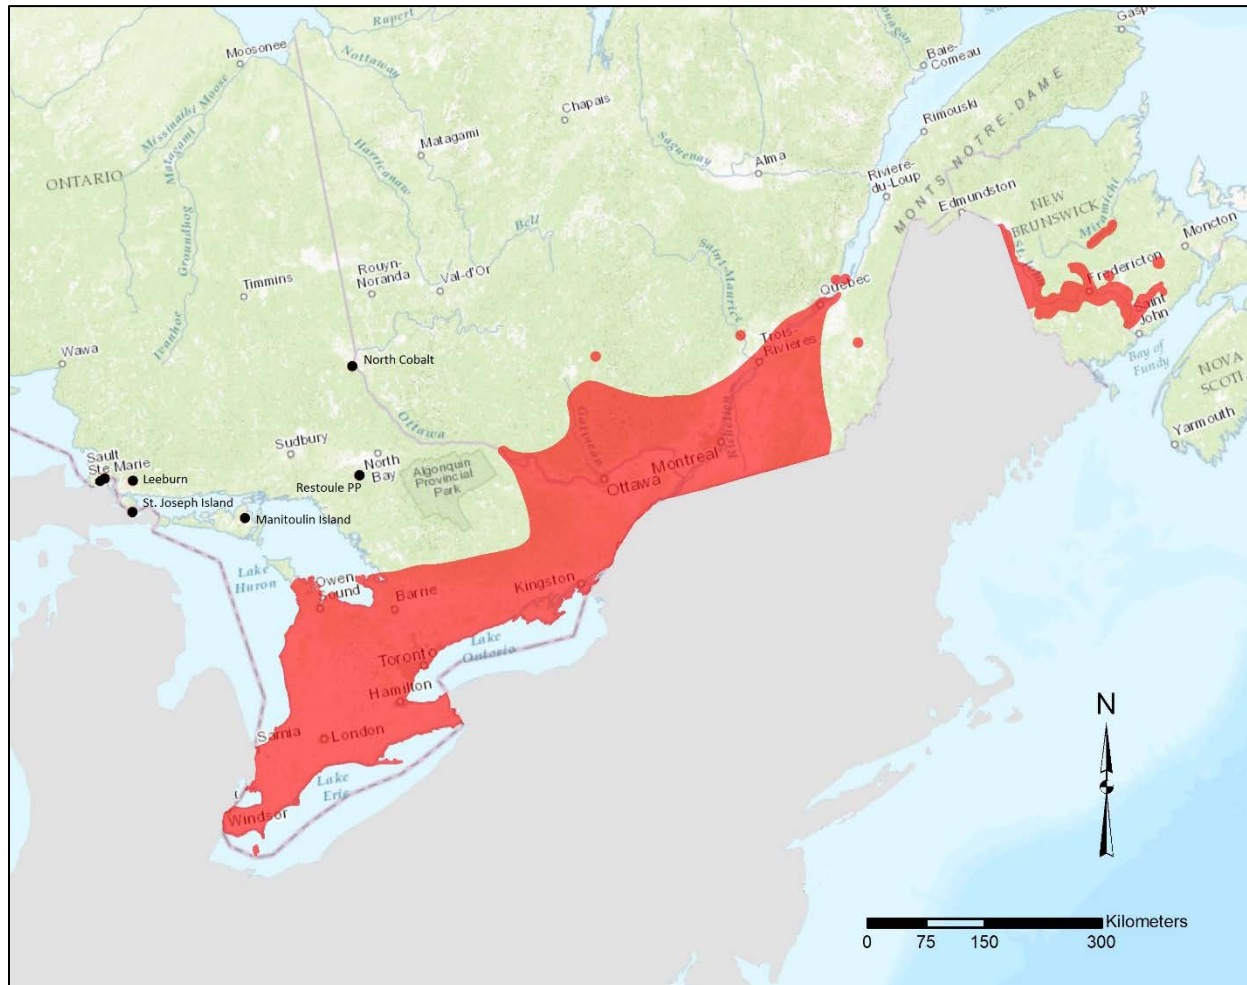 Rupert
Moosonee
Nottaway
Baie-
Comeau
Chapais
Rimouski
MONTS NOTRE-DAME
Missinaibi Moose
Matagami
Harricanaw
Saguenay
Alma
Riviere-
du-Loup
ONTARIO
Groundhog
Bell
Edmundston
NEW
BRUNSWICK
Miramichi
Moncton
Timmins
Rouyn-
Noranda
Val-d'Or
Saint-Maurice
Quebec
Fredericton
Saint
John
Ivanhoe
Wawa
North Cobalt
Trois-
Rivieres
Bay of
Fundy
NOVA
SCOTI
Yarmouth
Ottawa
Gatineau
Richelieu
Sudbury
North
Bay
Sault
Ste Marie
Leeburn
Restoule PP
Algonquin
Provincial
Park
Montreal
Ottawa
St. Joseph Island
Manitoulin Island
Lake
Huron
Owen
Sound
Barrie
Kingston
Toronto
Lake
Ontario
Hamilton
Sarnia
London
Lake
Erie
Windsor
N
Kilometers
0 75 150 300